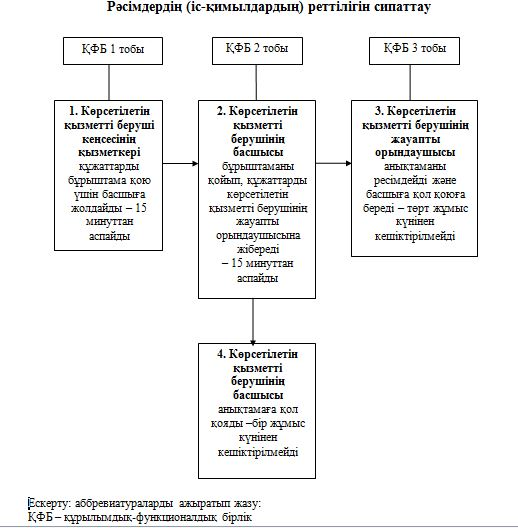 Рәсімдердің (іс-қимылдардың) реттілігін сипаттау
ҚФБ 1 тобы
ҚФБ 2 тобы
ҚФБ 3 тобы
1. Көрсетілетін
қызметті беруші
кеңсесінің
қызметкері
құжаттарды
бұрыштама қою
үшін басшыға
жолдайды – 15
минуттан
аспайды
2. Көрсетілетін
қызметті
берушінің
басшысы
бұрыштаманы
қойып, құжаттарды
көрсетілетін
қызметті берушінің
жауапты
орындаушысына
жібереді
– 15 минуттан
аспайды
3. Көрсетілетін
қызметті берушінің
жауапты
орындаушысы
анықтаманы
ресімдейді және
басшыға қол қоюға
береді – төрт жұмыс
күнінен
кешіктірілмейді
4. Көрсетілетін
қызметті
берушінің
басшысы
анықтамаға қол
қояды –бір жұмыс
күнінен
кешіктірілмейді
Ескерту: аббревиатураларды ажыратып жазу:
ҚФБ – құрылымдық-функционалдық бірлік